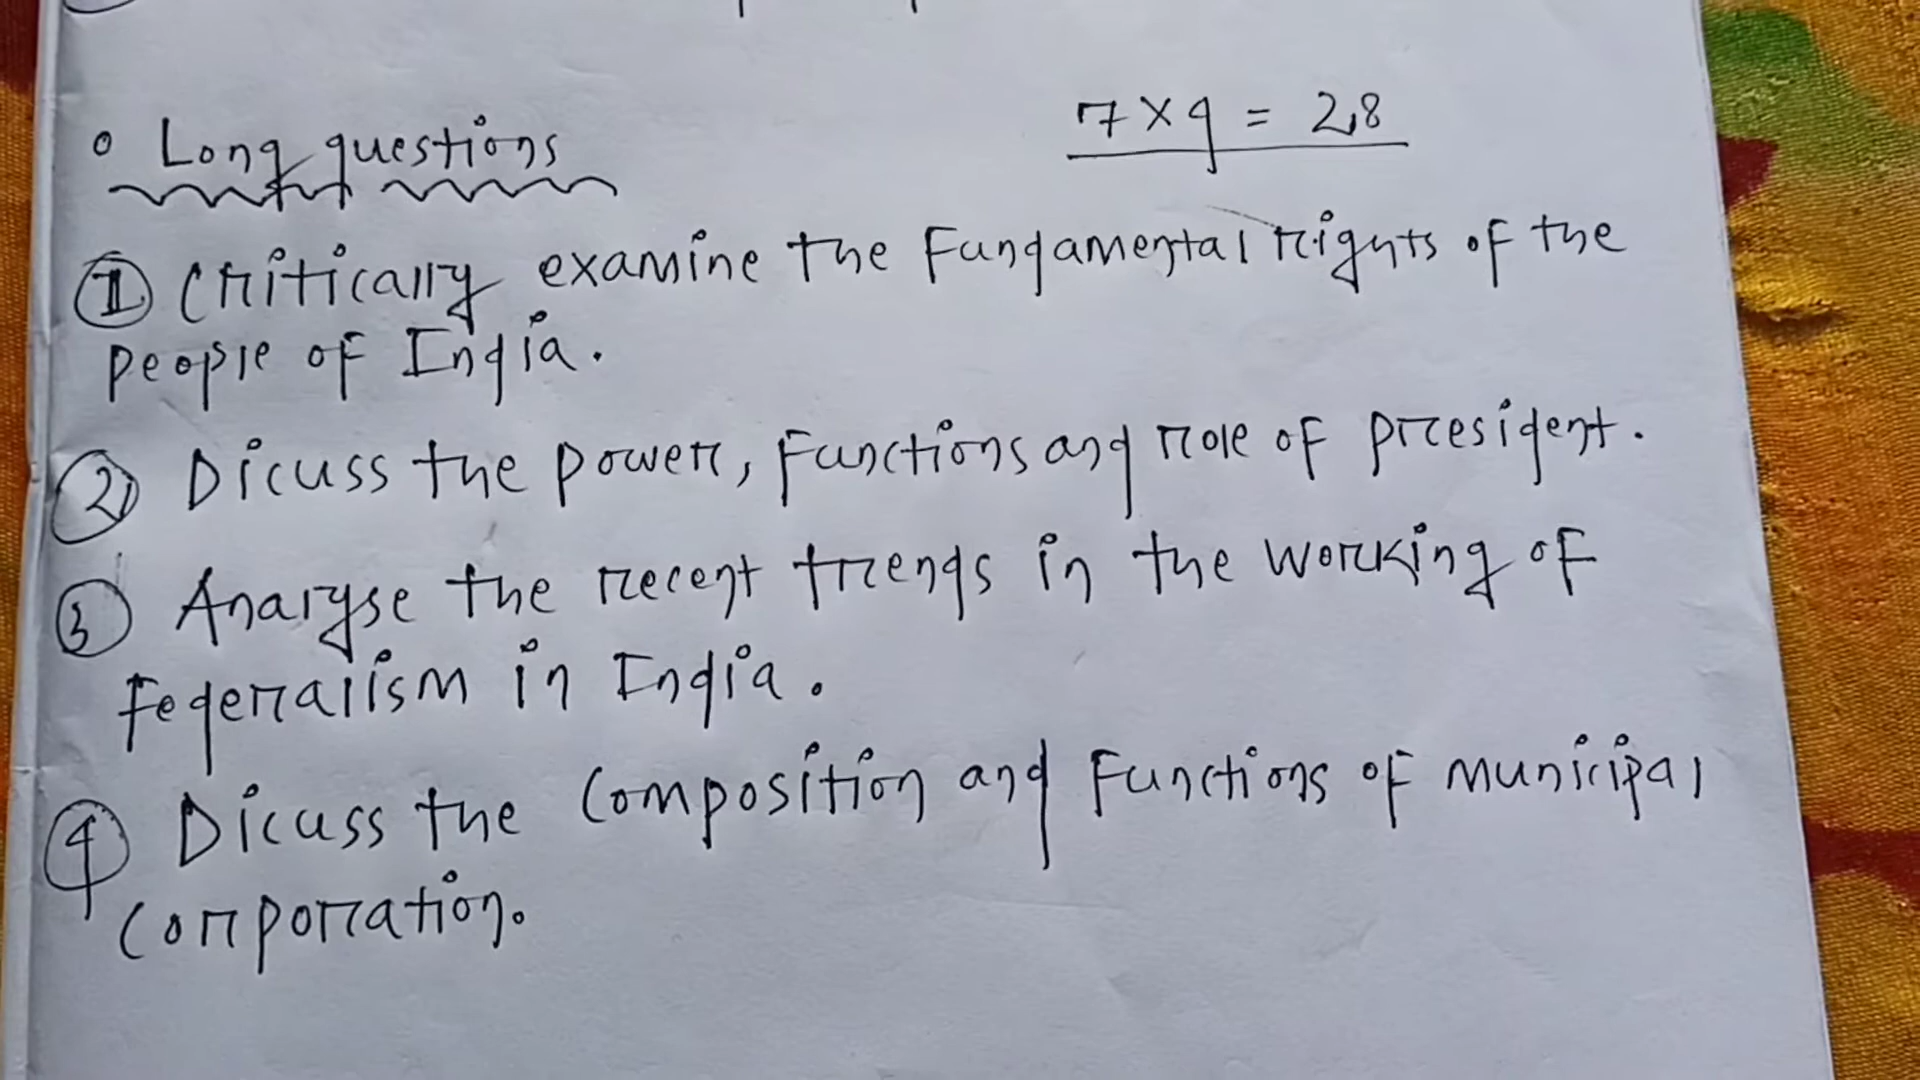 Long questions
7×4 = 28
① Critically examine the Fundamental rights of the
people of India.
② Dicuss the power, Functions and role of president.
③ Analyse the recent trends in the working of
Federalism in India.
④ Dicuss the Composition and Functions of municipal
Corporation.